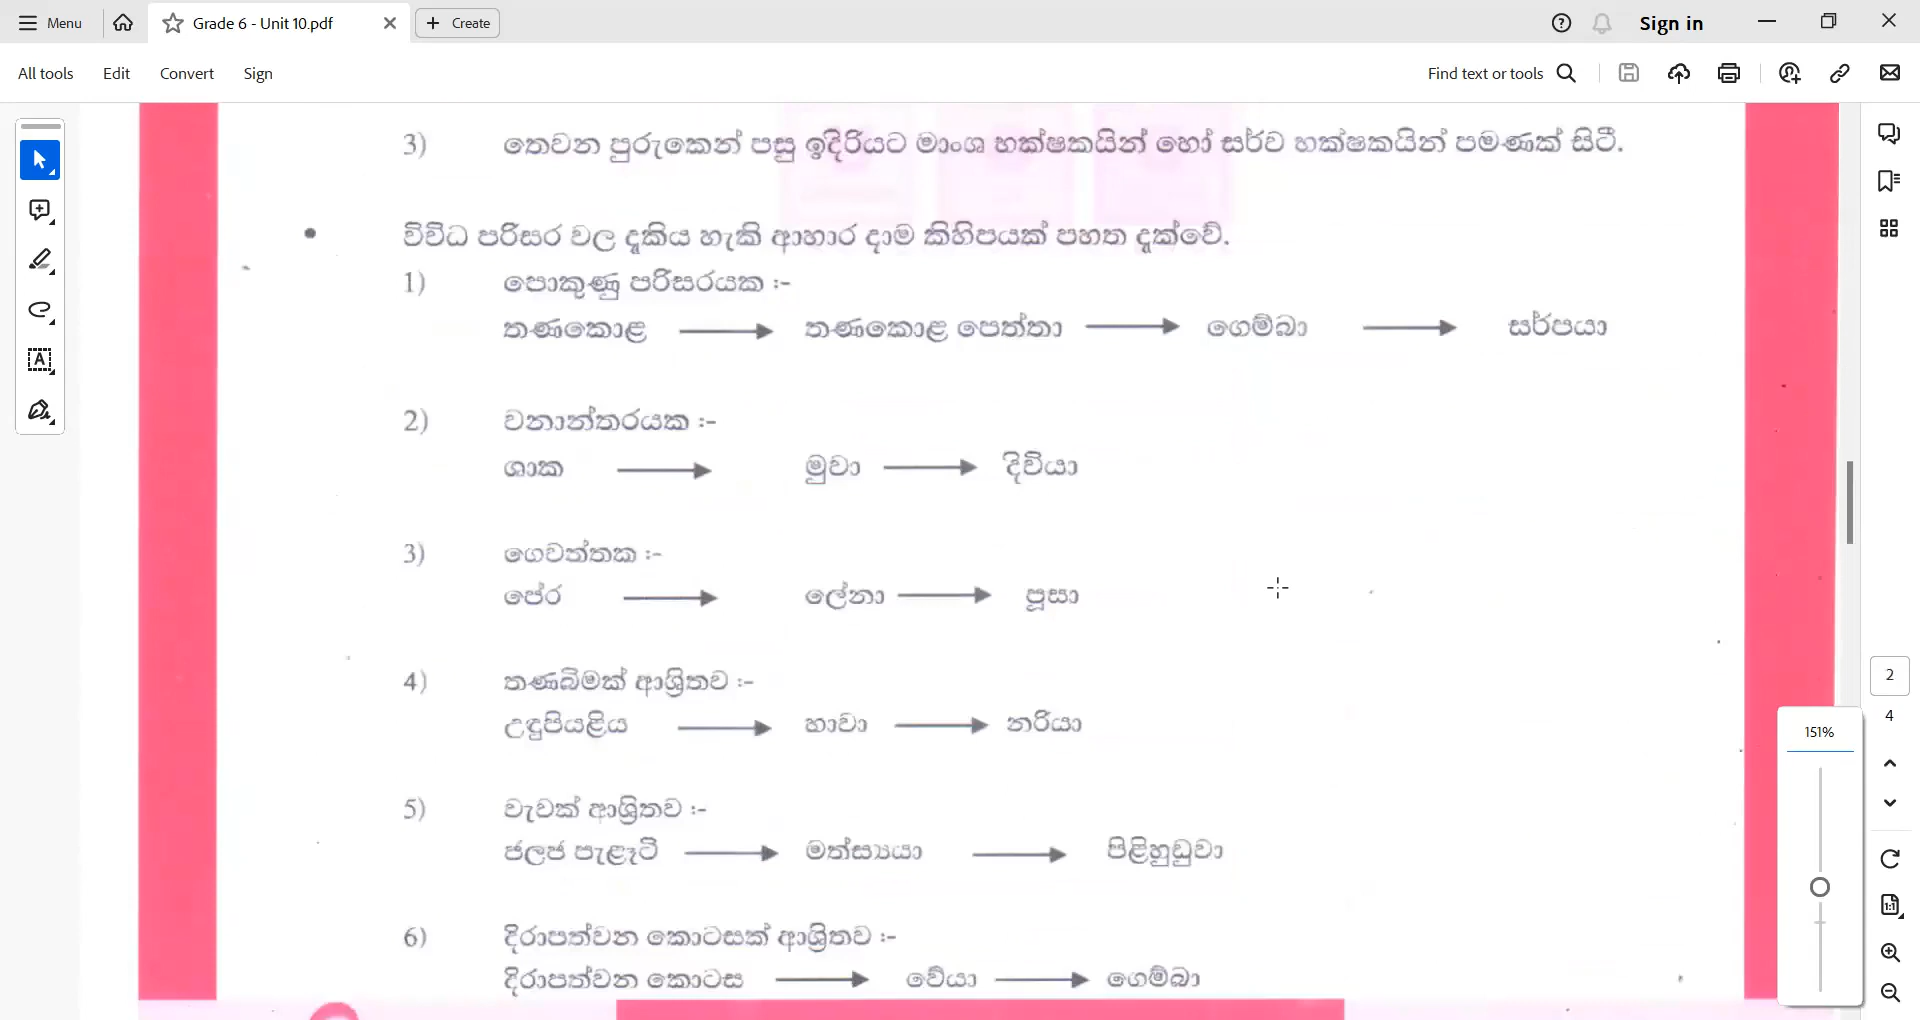 Menu
Grade 6 - Unit 10.pdf
Create
Sign in
All tools Edit Convert Sign
Find text or tools
3) තෙවන පුරුකෙන් පසු ඉදිරියට මාංශ භක්ෂකයින් හෝ සර්ව භක්ෂකයින් පමණක් සිටී.
• විවිධ පරිසර වල දැකිය හැකි ආහාර දාම කිහිපයක් පහත දැක්වේ.
1) පොකුණු පරිසරයක :-
තණකොළ → තණකොළ පෙත්තා → ගෙම්බා → සර්පයා
2) වනාන්තරයක :-
ශාක → මුවා → දිවියා
3) ගෙවත්තක :-
පේර → ලේනා → පූසා
4) තණබිමක් ආශ්‍රිතව :-
උඳුපියළිය → හාවා → නරියා
5) වැවක් ආශ්‍රිතව :-
ජලජ පැළෑටි → මත්ස්‍යයා → පිළිහුඩුවා
6) දිරාපත්වන කොටසක් ආශ්‍රිතව :-
දිරාපත්වන කොටස → වේයා → ගෙම්බා
2
4
151%